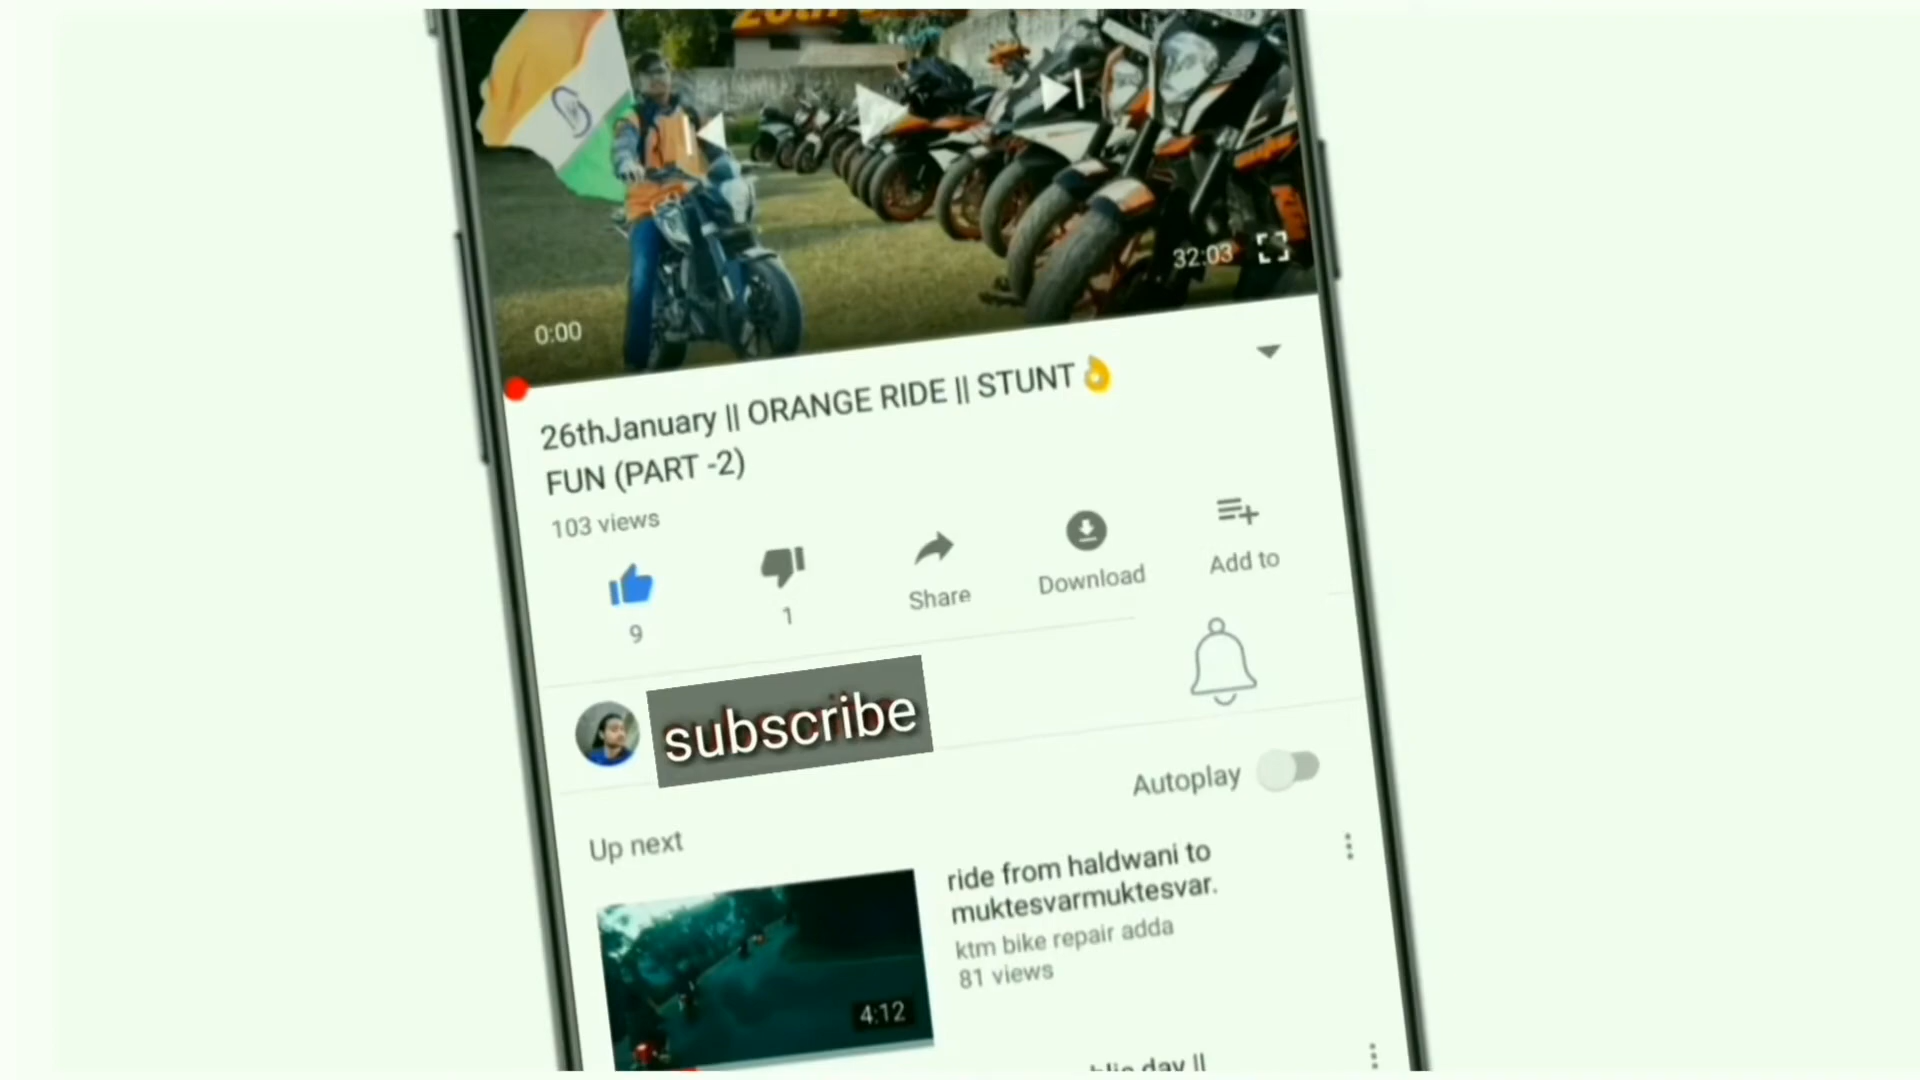 0:00
32:03
26thJanuary || ORANGE RIDE || STUNT👌
FUN (PART -2)
103 views
9
1
Share
Download
Add to
subscribe
Autoplay
Up next
ride from haldwani to
muktesvarmuktesvar.
ktm bike repair adda
81 views
4:12
day ||